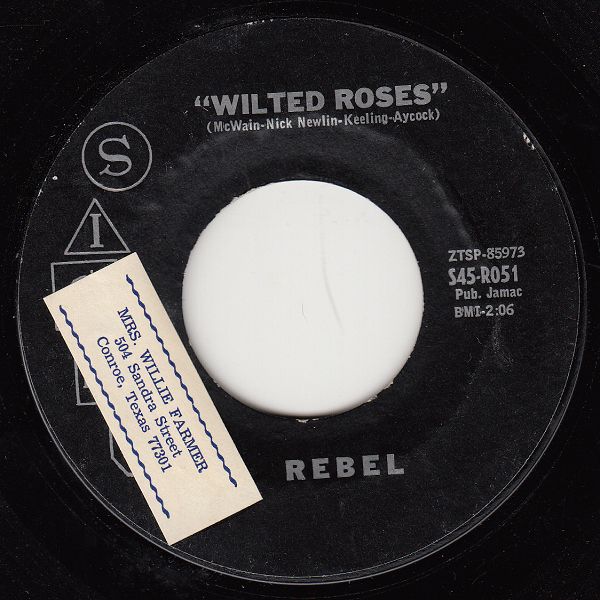 "WILTED ROSES"
(McWain-Nick Newlin-Keeling-Aycock)
S
I
ZTSP-85973
S45-R051
Pub. Jamac
BMI-2:06
MRS. WILLIE FARMER
504 Sandra Street
Conroe, Texas 77301
REBEL